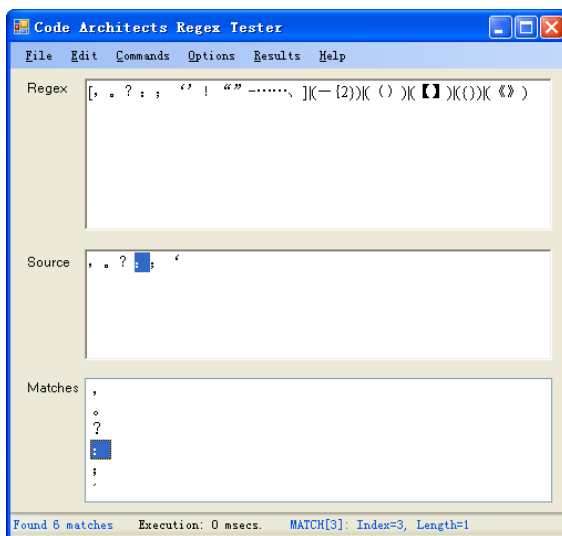 Code Architects Regex Tester
File Edit Commands Options Results Help
Regex
[，。？：；‘’！“”—……、]|(—{2})|(（）)|(【】)|({})|(《》)
Source
，。？：；‘
Matches
，
。
？
：
；
‘
Found 6 matches Execution: 0 msecs. MATCH[3]: Index=3, Length=1